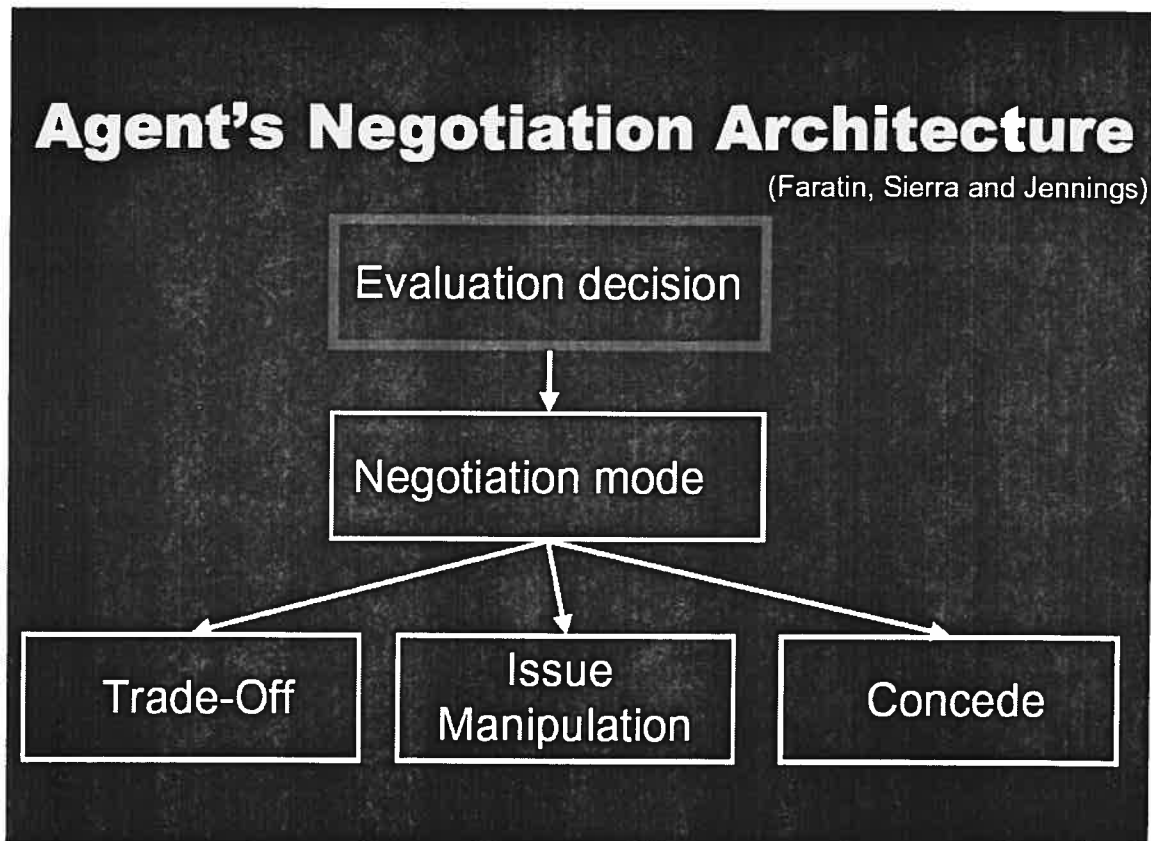 Agent's Negotiation Architecture
(Faratin, Sierra and Jennings)
Evaluation decision
Negotiation mode
Trade-Off
Issue
Manipulation
Concede